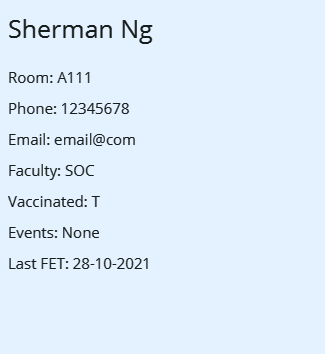 Sherman Ng
Room: A111
Phone: 12345678
Email: email@com
Faculty: SOC
Vaccinated: T
Events: None
Last FET: 28-10-2021